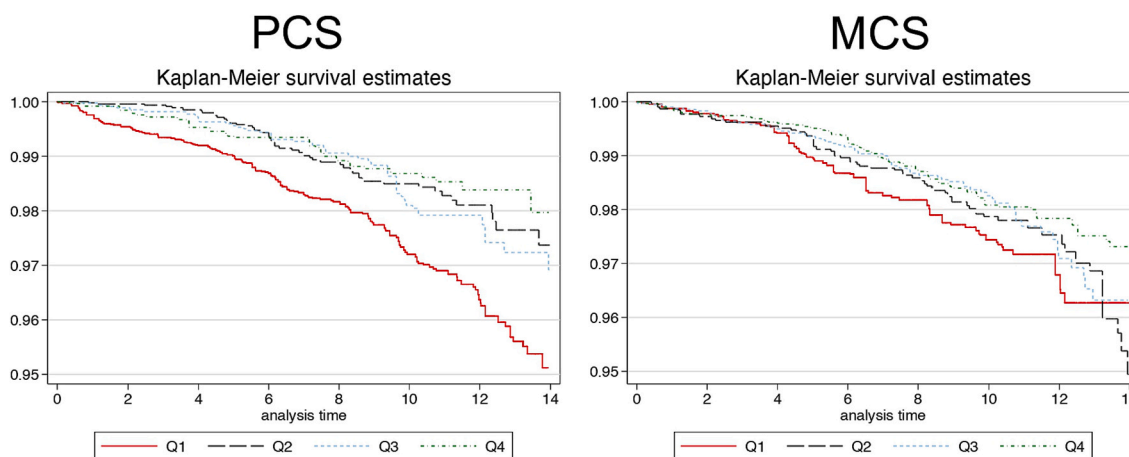 PCS
Kaplan-Meier survival estimates
1.00
0.99
0.98
0.97
0.96
0.95
0 2 4 6 8 10 12 14
analysis time
Q1 Q2 Q3 Q4
MCS
Kaplan-Meier survival estimates
1.00
0.99
0.98
0.97
0.96
0.95
0 2 4 6 8 10 12
analysis time
Q1 Q2 Q3 Q4